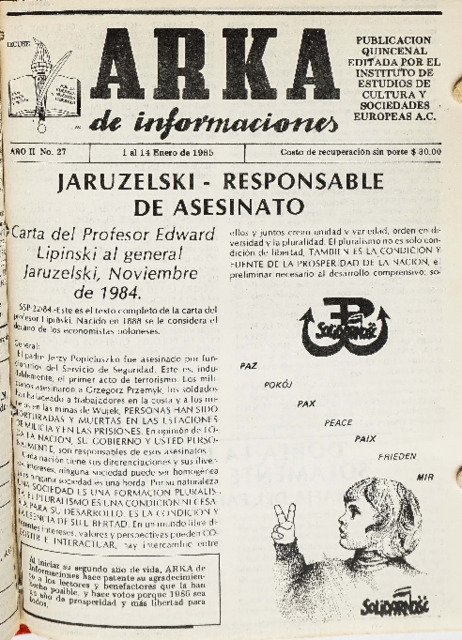 ARKA
de informaciones
PUBLICACION
QUINCENAL
EDITADA POR EL
INSTITUTO DE
ESTUDIOS DE
CULTURA Y
SOCIEDADES
EUROPEAS A.C.
AÑO II No. 27
1 al 14 Enero de 1985
Costo de recuperación sin porte $ 30.00
JARUZELSKI - RESPONSABLE
DE ASESINATO
Carta del Profesor Edward
Lipinski al general
Jaruzelski, Noviembre
de 1984.
SSP-22/84.-Este es el texto completo de la carta del
profesor Lipiński. Nacido en 1888 se le considera el
decano de los economistas poloneses.
General:
El padre Jerzy Popieluszko fue asesinado por fun-
cionarios del Servicio de Seguridad. Este es, indu-
dablemente, el primer acto de terrorismo. Los mili-
cianos asesinaron a Grzegorz Przemyk, los soldados
a trabajadores en la costa y a los
en las minas de Wujek, PERSONAS HAN SIDO
TORTURADAS Y MUERTAS EN LAS ESTACIONES
DE MILICIA Y EN LAS PRISIONES. En opinión de TO-
DA LA NACION, SU GOBIERNO Y USTED PERSO-
NALMENTE, son responsables de esos asesinatos.
Cada nación tiene sus diferenciaciones y sus diver-
sos intereses, ninguna sociedad puede ser homogénea
ninguna sociedad es una horda. Por su naturaleza
LA SOCIEDAD ES UNA FORMACION PLURALIS-
TA. EL PLURALISMO ES UNA CONDICION NECESA-
RIA PARA SU DESARROLLO, ES LA CONDICION Y
LA ESENCIA DE SU LIBERTAD. En un mundo libre di-
ferentes intereses, valores y perspectivas pueden CO-
EXISTIR E INTERACTUAR, hay intercambio entre
Al iniciar su segundo año de vida, ARKA de
Informaciones hace patente su agradecimien-
to a los lectores y benefactores que la han
hecho posible, y hace votos porque 1985 sea
un año de prosperidad y más libertad para
todos.
ellos y juntos crean unidad y variedad, orden en di-
versidad y la pluralidad. El pluralismo no es solo con-
dición de libertad, TAMBIEN ES LA CONDICION Y
FUENTE DE LA PROSPERIDAD DE LA NACION, el
preliminar necesario al desarrollo comprensivo; so-
Solidarność
PAZ
POKÓJ
PAX
PEACE
PAIX
FRIEDEN
MIR
Solidarność